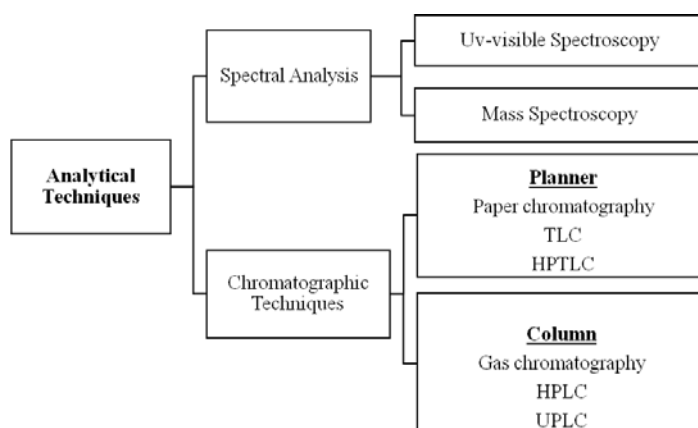 Analytical
Techniques
Spectral Analysis
Uv-visible Spectroscopy
Mass Spectroscopy
Chromatographic
Techniques
Planner
Paper chromatography
TLC
HPTLC
Column
Gas chromatography
HPLC
UPLC